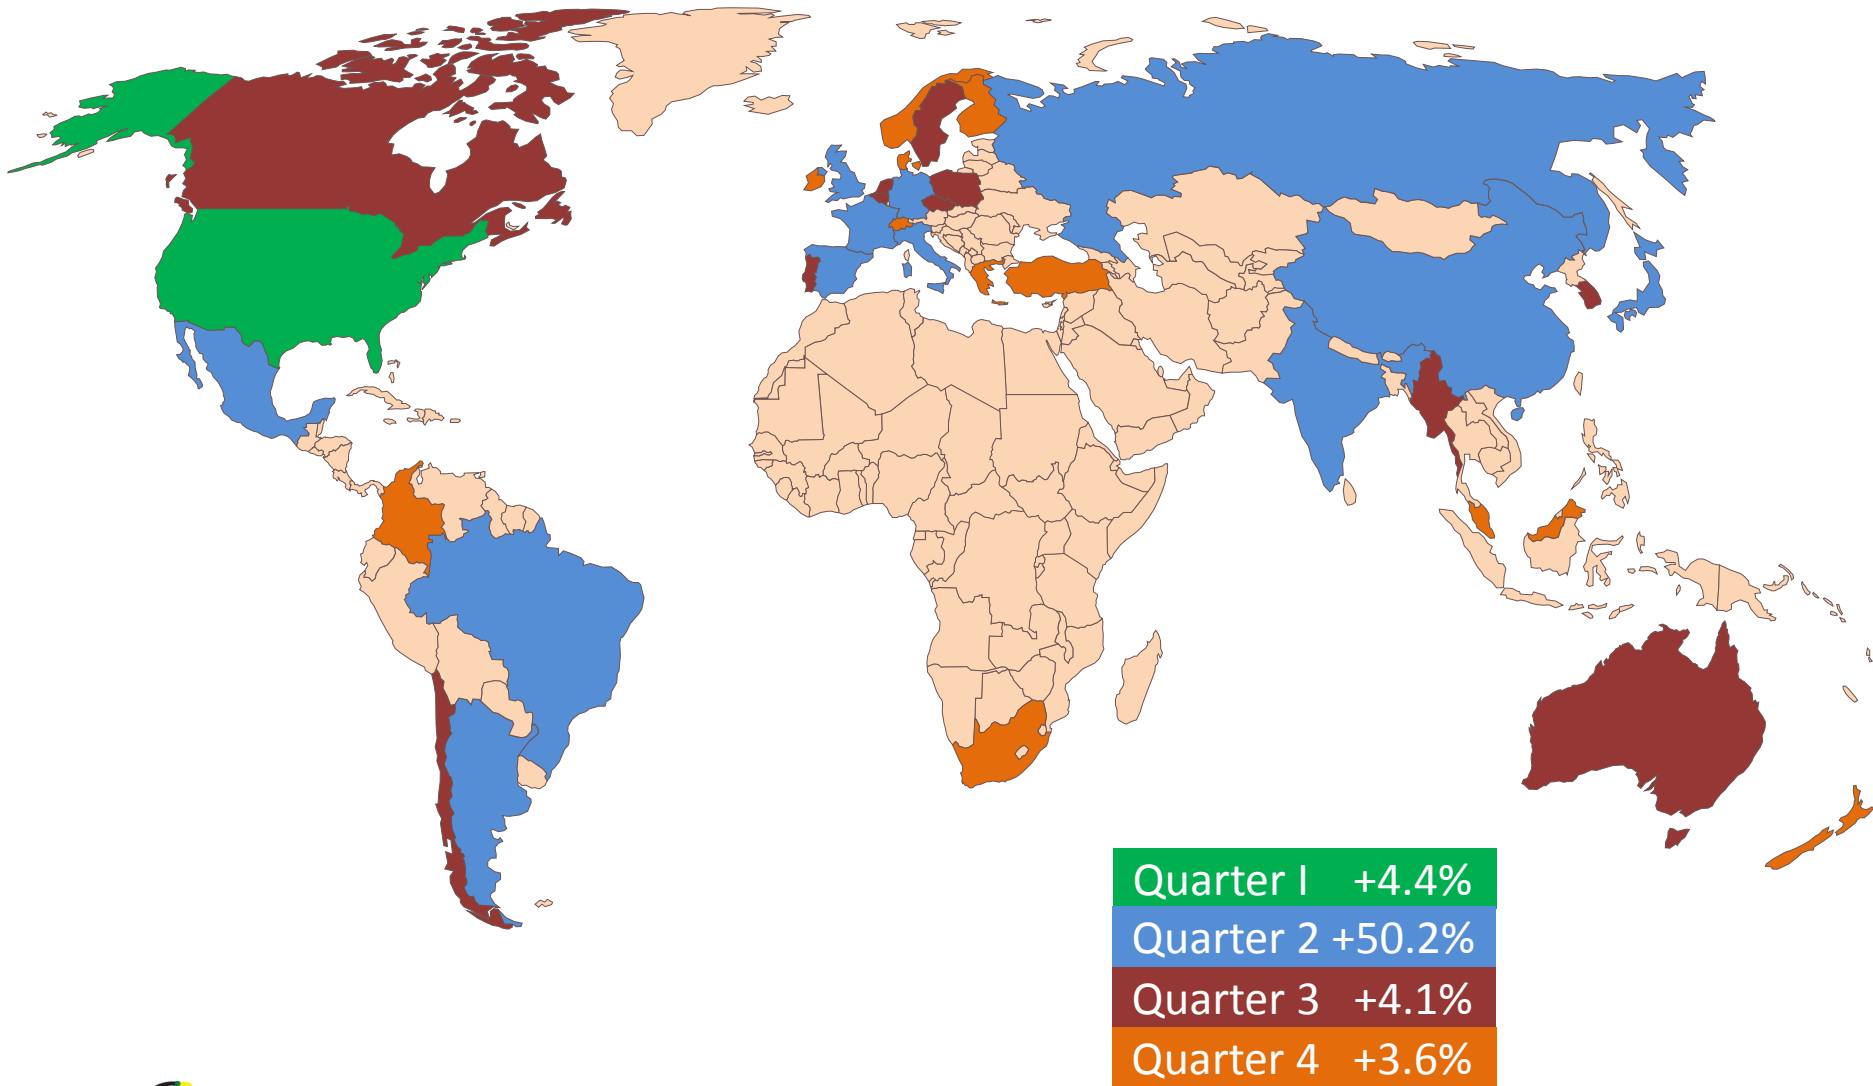 Quarter I +4.4%
Quarter 2 +50.2%
Quarter 3 +4.1%
Quarter 4 +3.6%